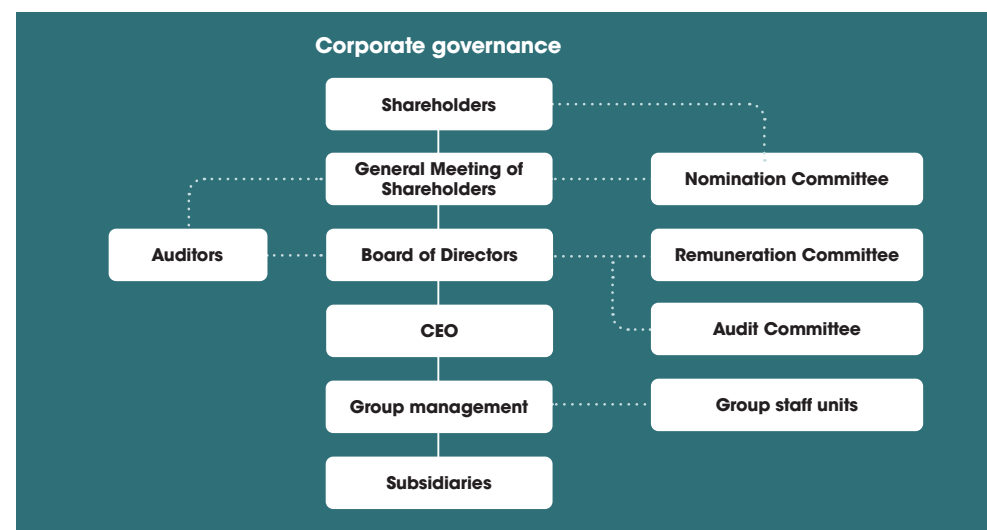 Corporate governance
Shareholders
General Meeting of
Shareholders
Nomination Committee
Auditors
Board of Directors
Remuneration Committee
CEO
Audit Committee
Group management
Group staff units
Subsidiaries